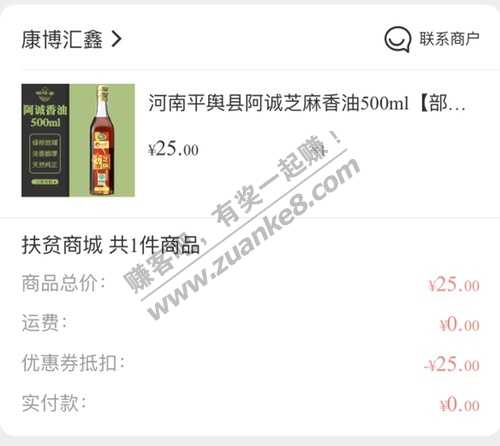 康博汇鑫
联系商户
阿诚香油
500ml
河南平舆县阿诚芝麻香油500ml【部…
¥25.00
扶贫商城 共1件商品
商品总价：
¥25.00
运费：
¥0.00
优惠券抵扣：
-¥25.00
实付款：
¥0.00
赚客吧，有奖一起赚！
www.zuanke8.com